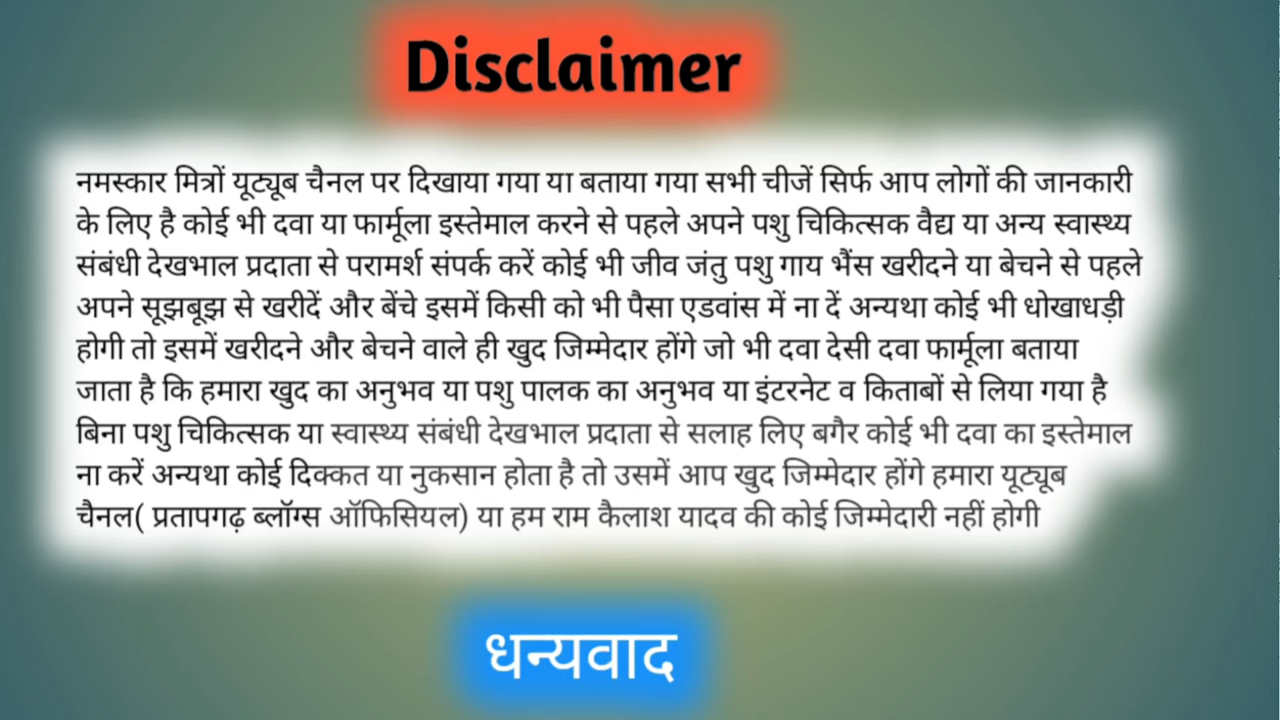 Disclaimer
नमस्कार मित्रों यूट्यूब चैनल पर दिखाया गया या बताया गया सभी चीजें सिर्फ आप लोगों की जानकारी
के लिए है कोई भी दवा या फार्मूला इस्तेमाल करने से पहले अपने पशु चिकित्सक वैद्य या अन्य स्वास्थ्य
संबंधी देखभाल प्रदाता से परामर्श संपर्क करें कोई भी जीव जंतु पशु गाय भैंस खरीदने या बेचने से पहले
अपने सूझबूझ से खरीदें और बेंचे इसमें किसी को भी पैसा एडवांस में ना दें अन्यथा कोई भी धोखाधड़ी
होगी तो इसमें खरीदने और बेचने वाले ही खुद जिम्मेदार होंगे जो भी दवा देसी दवा फार्मूला बताया
जाता है कि हमारा खुद का अनुभव या पशु पालक का अनुभव या इंटरनेट व किताबों से लिया गया है
बिना पशु चिकित्सक या स्वास्थ्य संबंधी देखभाल प्रदाता से सलाह लिए बगैर कोई भी दवा का इस्तेमाल
ना करें अन्यथा कोई दिक्कत या नुकसान होता है तो उसमें आप खुद जिम्मेदार होंगे हमारा यूट्यूब
चैनल( प्रतापगढ़ ब्लॉग्स ऑफिसियल) या हम राम कैलाश यादव की कोई जिम्मेदारी नहीं होगी
धन्यवाद